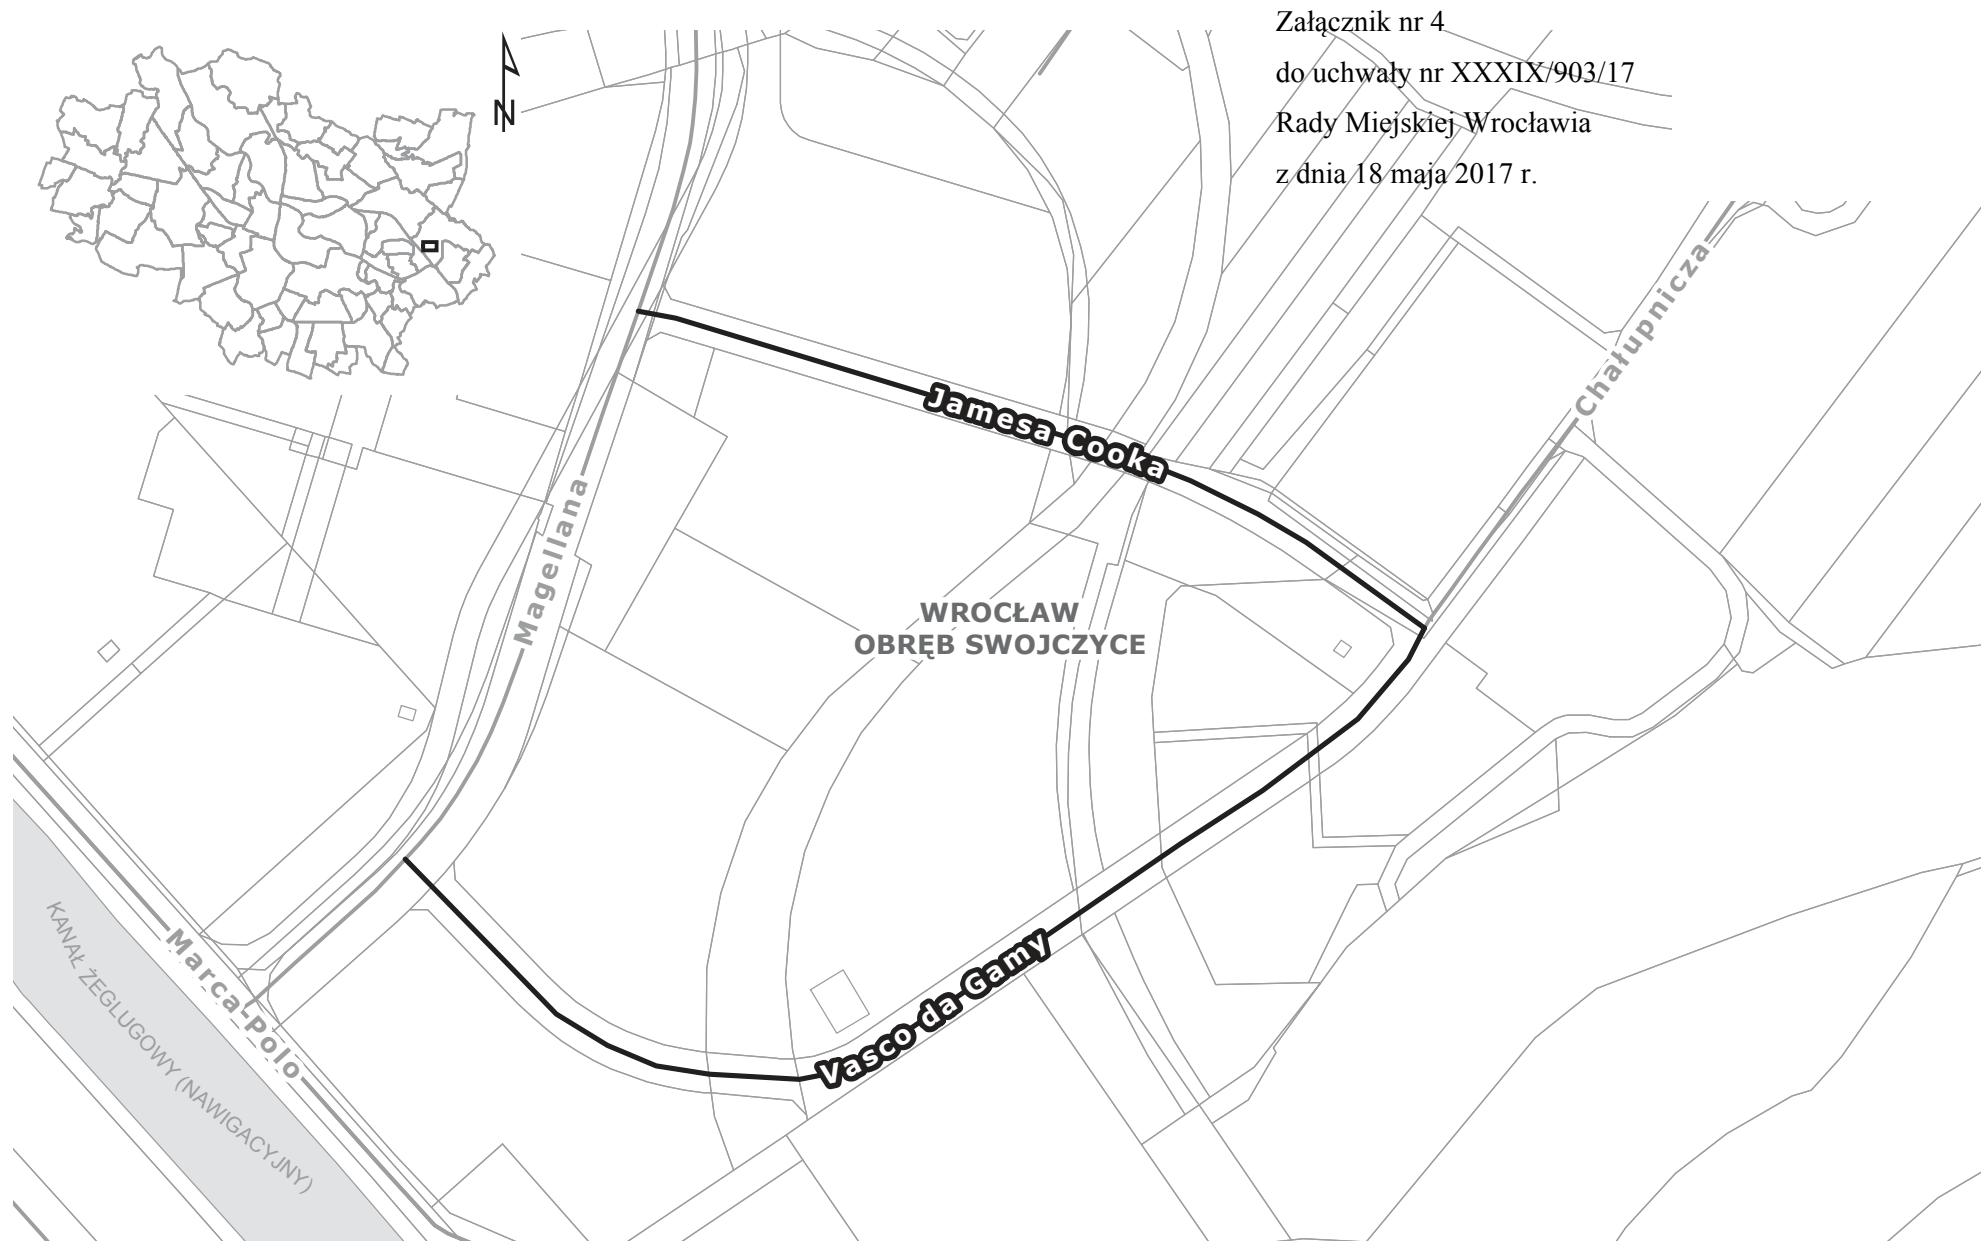 Załącznik nr 4
do uchwały nr XXXIX/903/17
Rady Miejskiej Wrocławia
z dnia 18 maja 2017 r.
N
Chałupnicza
Jamesa Cooka
Magellana
WROCŁAW
OBRĘB SWOJCZYCE
Marca Polo
KANAŁ ŻEGLUGOWY (NAWIGACYJNY)
Vasco da Gamy